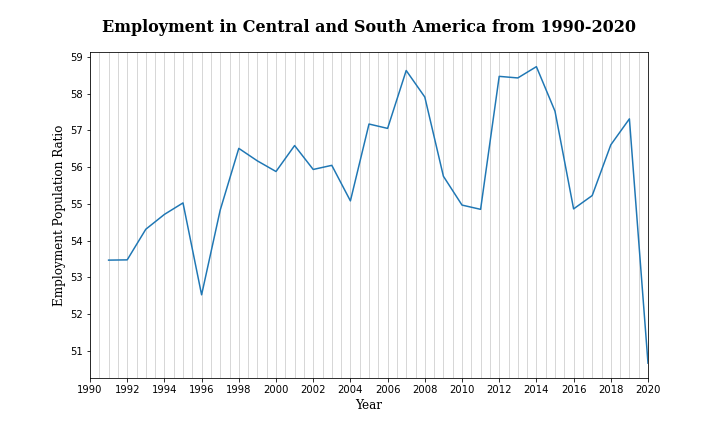 Employment in Central and South America from 1990-2020
Employment Population Ratio
59
58
57
56
55
54
53
52
51
1990 1992 1994 1996 1998 2000 2002 2004 2006 2008 2010 2012 2014 2016 2018 2020
Year